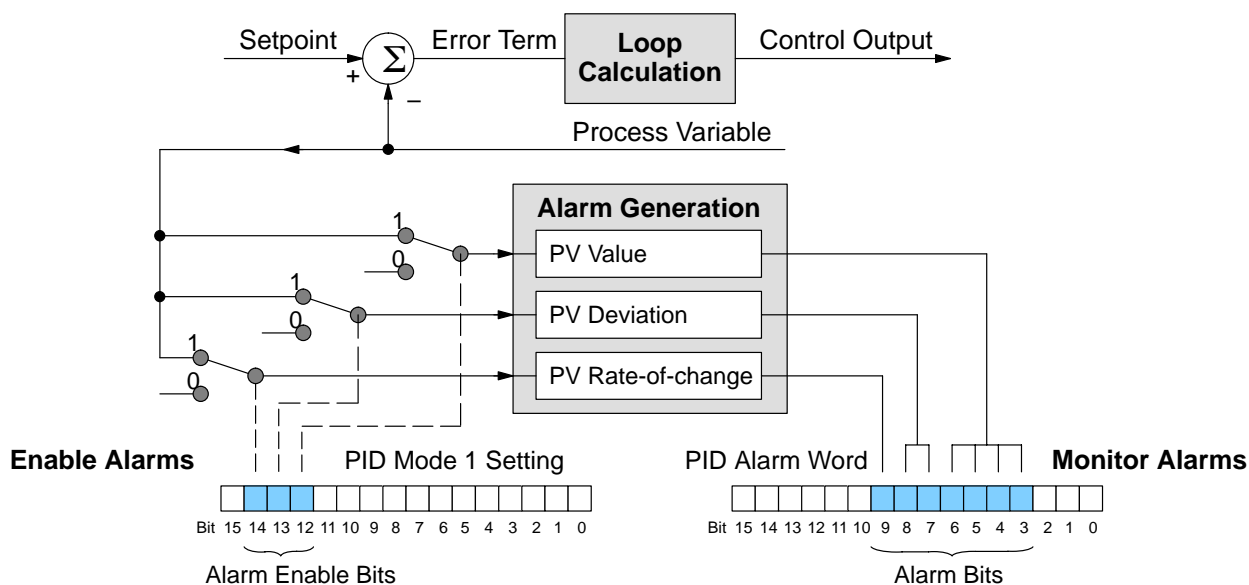 Setpoint
Error Term
Loop
Calculation
Control Output
+
Σ
−
Process Variable
Alarm Generation
1
0
PV Value
1
0
PV Deviation
1
0
PV Rate-of-change
Enable Alarms
PID Mode 1 Setting
PID Alarm Word
Monitor Alarms
Bit 15 14 13 12 11 10 9 8 7 6 5 4 3 2 1 0
Bit 15 14 13 12 11 10 9 8 7 6 5 4 3 2 1 0
Alarm Enable Bits
Alarm Bits